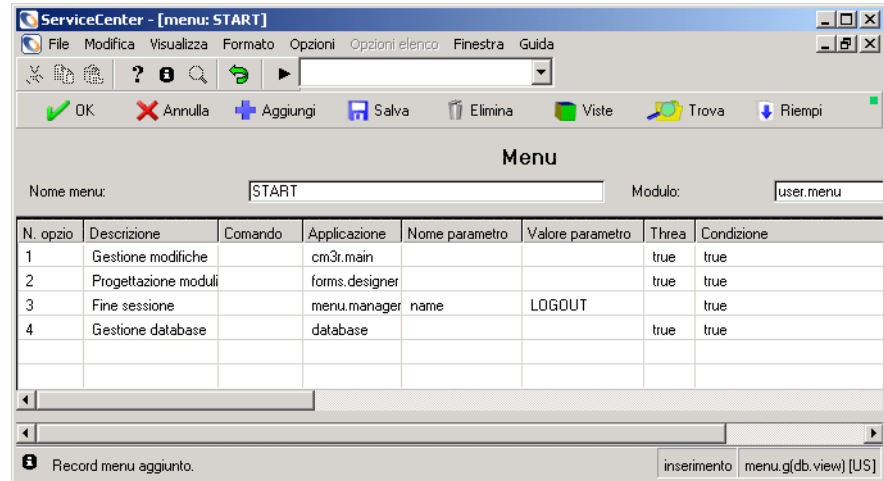 ServiceCenter - [menu: START]
File Modifica Visualizza Formato Opzioni Opzioni elenco Finestra Guida
OK Annulla Aggiungi Salva Elimina Viste Trova Riempi
Menu
Nome menu: START Modulo: user.menu
N. opzio Descrizione Comando Applicazione Nome parametro Valore parametro Threa Condizione
1 Gestione modifiche cm3r.main true true
2 Progettazione moduli forms.designer true true
3 Fine sessione menu.manager name LOGOUT true
4 Gestione database database true true
Record menu aggiunto. inserimento menu.g(db.view) [US]